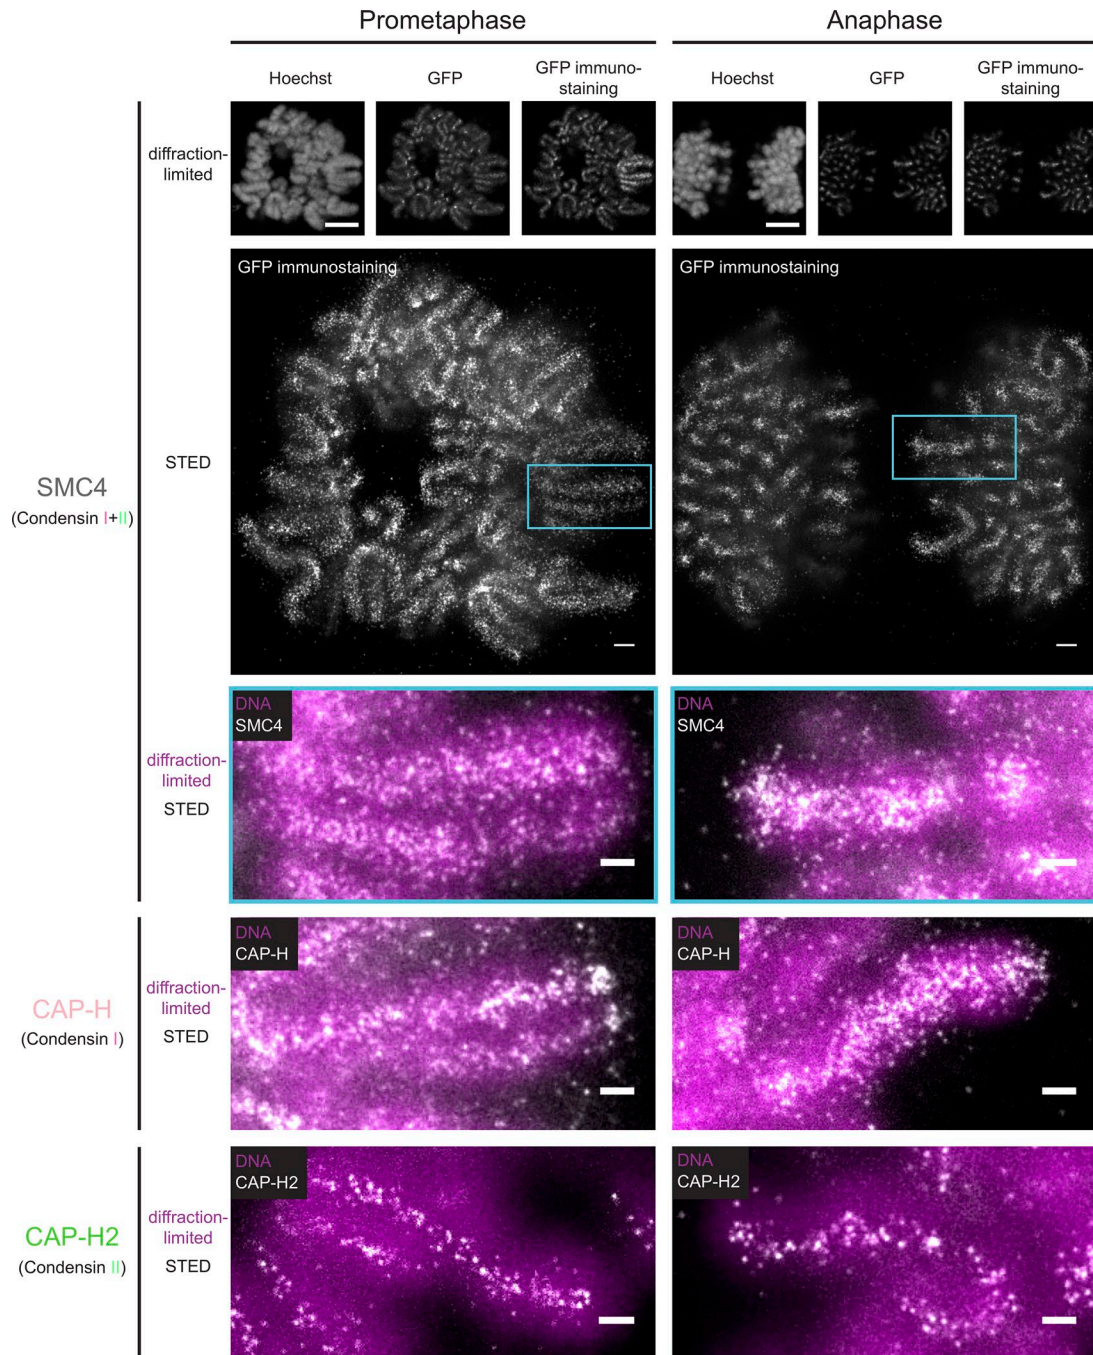 Prometaphase
Anaphase
Hoechst
GFP
GFP immuno-
staining
Hoechst
GFP
GFP immuno-
staining
diffraction-
limited
SMC4
(Condensin I+II)
STED
GFP immunostaining
GFP immunostaining
diffraction-
limited
STED
DNA
SMC4
DNA
SMC4
CAP-H
(Condensin I)
diffraction-
limited
STED
DNA
CAP-H
DNA
CAP-H
CAP-H2
(Condensin II)
diffraction-
limited
STED
DNA
CAP-H2
DNA
CAP-H2